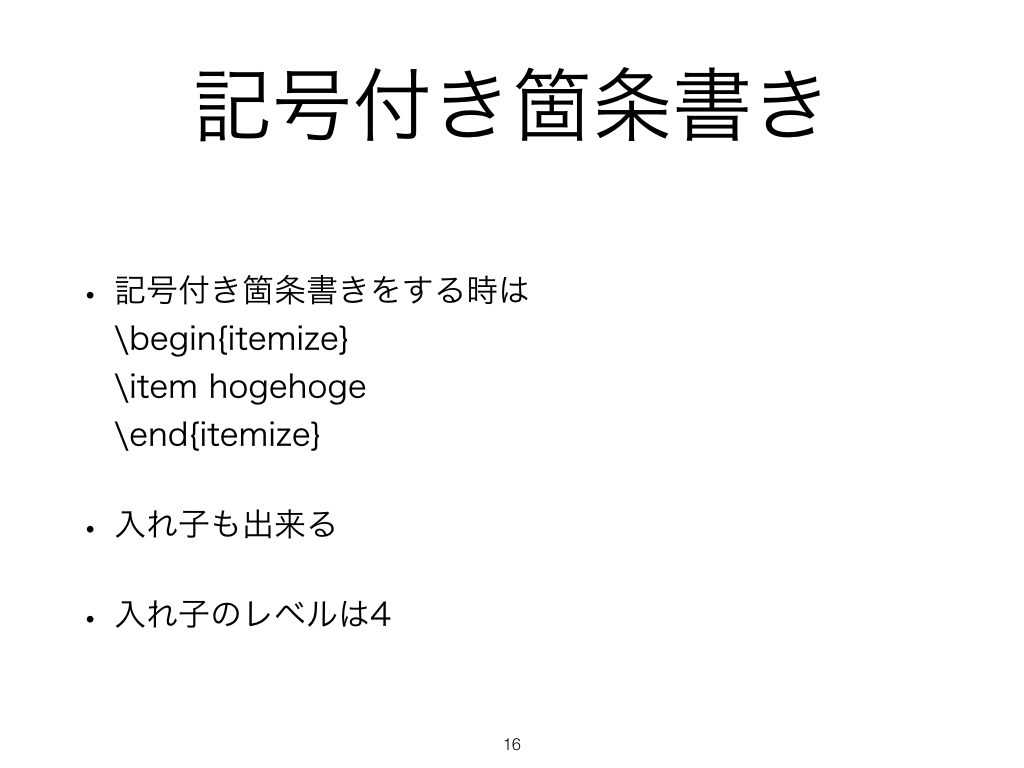 記号付き箇条書き
• 記号付き箇条書きをする時は
\begin{itemize}
\item hogehoge
\end{itemize}
• 入れ子も出来る
• 入れ子のレベルは4
16